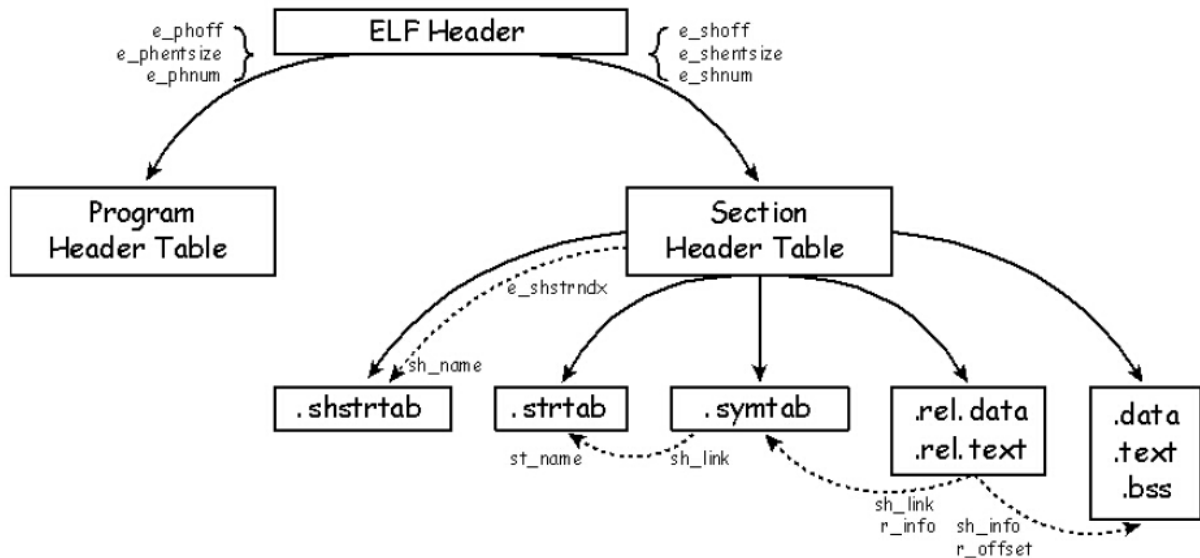 ELF Header
e_phoff
e_phentsize
e_phnum
e_shoff
e_shentsize
e_shnum
Program
Header Table
Section
Header Table
e_shstrndx
sh_name
.shstrtab
.strtab
.symtab
.rel.data
.rel.text
.data
.text
.bss
st_name
sh_link
sh_link
r_info
sh_info
r_offset